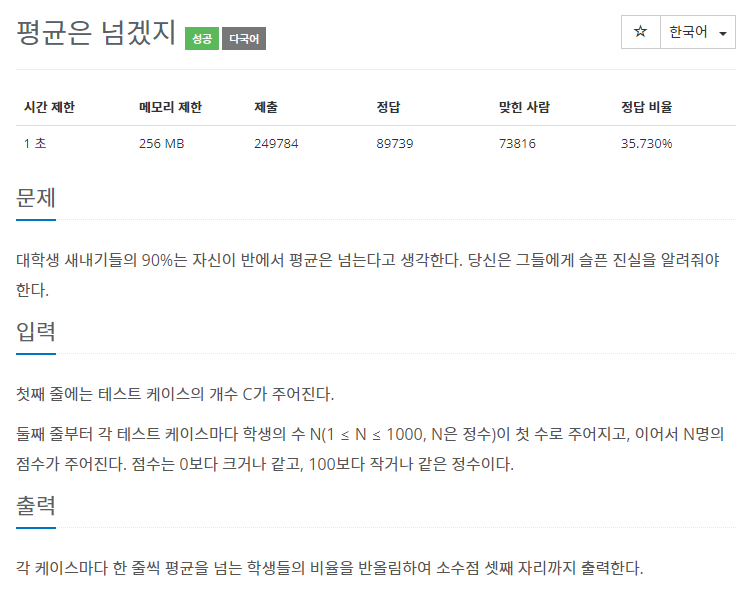 평균은 넘겠지 성공 다국어 ☆ 한국어
시간 제한 메모리 제한 제출 정답 맞힌 사람 정답 비율
1 초 256 MB 249784 89739 73816 35.730%
문제
대학생 새내기들의 90%는 자신이 반에서 평균은 넘는다고 생각한다. 당신은 그들에게 슬픈 진실을 알려줘야
한다.
입력
첫째 줄에는 테스트 케이스의 개수 C가 주어진다.
둘째 줄부터 각 테스트 케이스마다 학생의 수 N(1 ≤ N ≤ 1000, N은 정수)이 첫 수로 주어지고, 이어서 N명의
점수가 주어진다. 점수는 0보다 크거나 같고, 100보다 작거나 같은 정수이다.
출력
각 케이스마다 한 줄씩 평균을 넘는 학생들의 비율을 반올림하여 소수점 셋째 자리까지 출력한다.